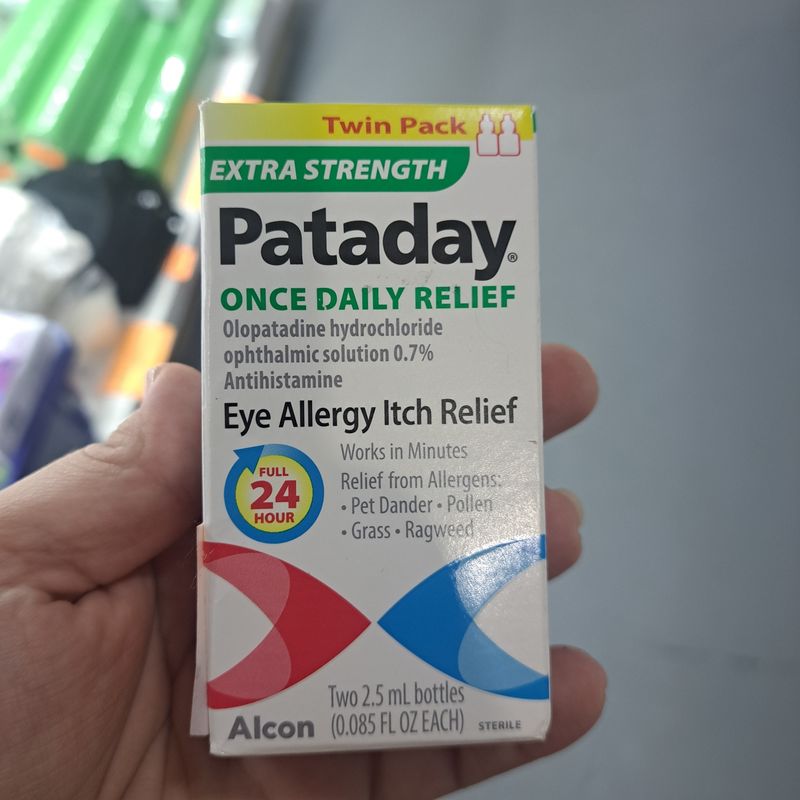 Twin Pack
EXTRA STRENGTH
Pataday®
ONCE DAILY RELIEF
Olopatadine hydrochloride
ophthalmic solution 0.7%
Antihistamine
Eye Allergy Itch Relief
FULL
24
HOUR
Works in Minutes
Relief from Allergens:
• Pet Dander • Pollen
• Grass • Ragweed
Two 2.5 mL bottles
(0.085 FL OZ EACH)
Alcon
STERILE